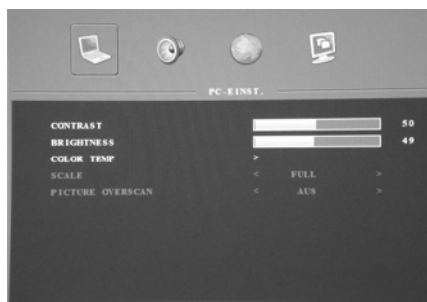 PC-EINST.
CONTRAST 50
BRIGHTNESS 49
COLOR TEMP >
SCALE < FULL >
PICTURE OVERSCAN < AUS >